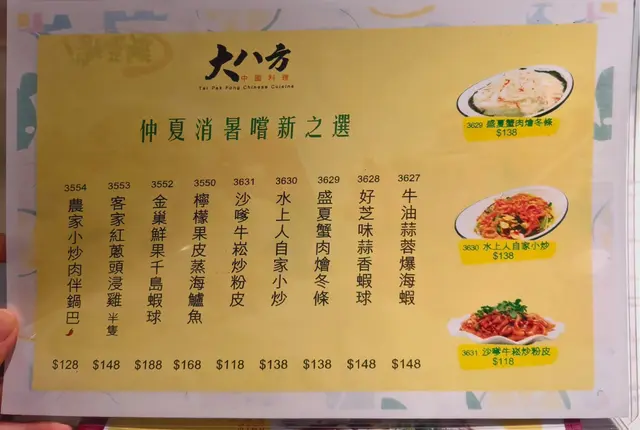 大八方
中國料理
Tai Pak Fong Chinese Cuisine
仲夏消暑嚐新之選
3627
牛油蒜蓉爆海蝦
$148
3628
好芝味蒜香蝦球
$148
3629
盛夏蟹肉燴冬條
$138
3630
水上人自家小炒
$138
3631
沙嗲牛崧炒粉皮
$118
3550
檸檬果皮蒸海鱸魚
$168
3552
金巢鮮果千島蝦球
$188
3553
客家紅蔥頭浸雞半隻
$148
3554
農家小炒肉伴鍋巴
$128
3629 盛夏蟹肉燴冬條
$138
3630 水上人自家小炒
$138
3631 沙嗲牛崧炒粉皮
$118